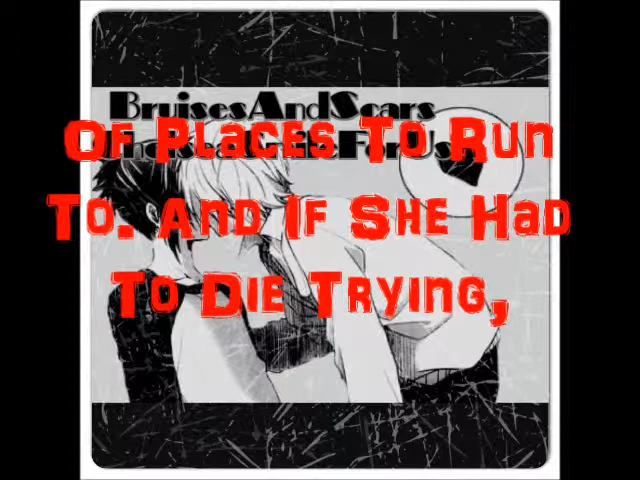 BruisesAndScars
Of Places To Run
To. And If She Had
To Die Trying,